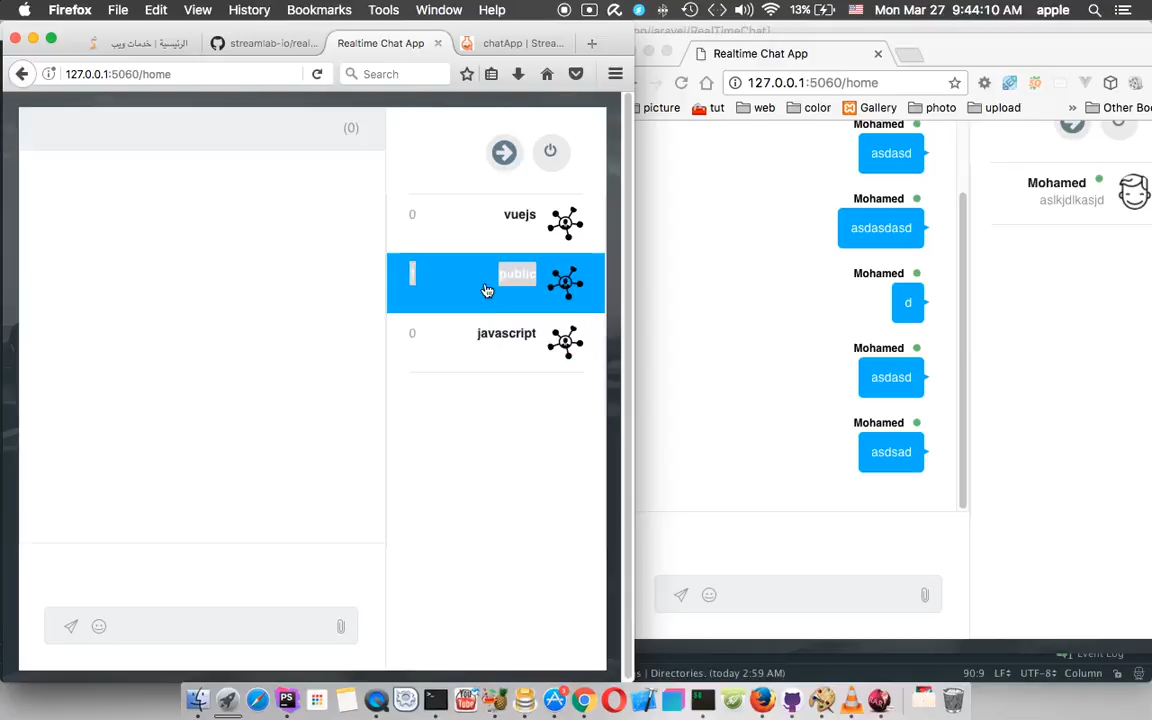 Firefox File Edit View History Bookmarks Tools Window Help 13% Mon Mar 27 9:44:10 AM apple
الرئيسية | خدمات ويب
streamlab-io/real...
Realtime Chat App
chatApp | Strea...
127.0.0.1:5060/home
Search
(0)
0 vuejs
public
0 javascript
Realtime Chat App
127.0.0.1:5060/home
picture tut web color Gallery photo upload » Other Boo
Mohamed
asdasd
Mohamed
asdasdasd
Mohamed
d
Mohamed
asdasd
Mohamed
asdsad
Mohamed
aslkjdlkasjd
Event Log
s | Directories. (today 2:59 AM) 90:9 LF÷ UTF-8÷ Column